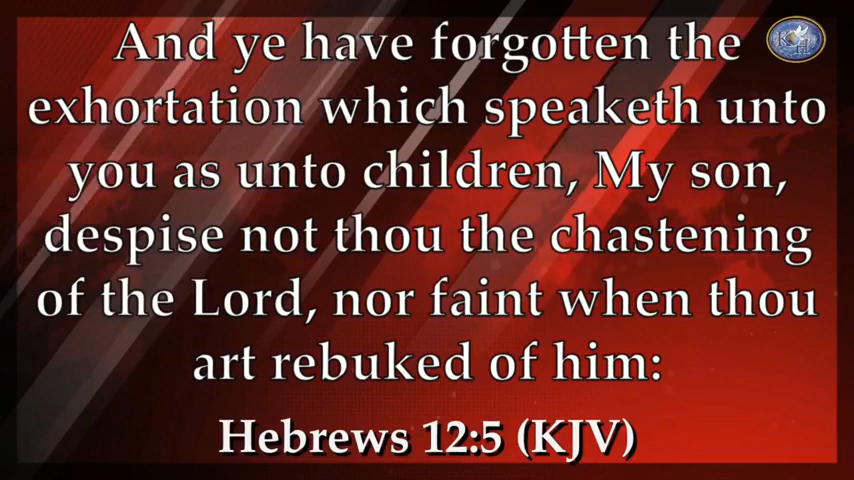 And ye have forgotten the
exhortation which speaketh unto
you as unto children, My son,
despise not thou the chastening
of the Lord, nor faint when thou
art rebuked of him:
Hebrews 12:5 (KJV)